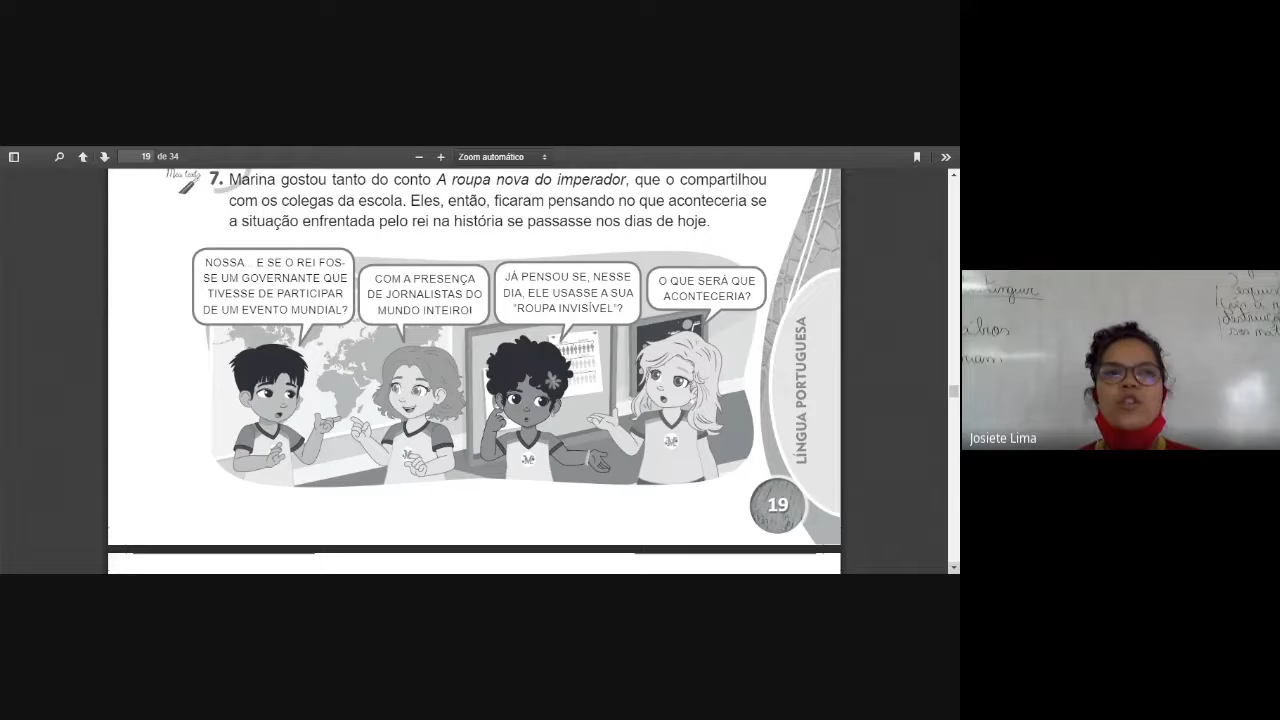 19 de 34
Zoom automático
Meu texto
7. Marina gostou tanto do conto A roupa nova do imperador, que o compartilhou
com os colegas da escola. Eles, então, ficaram pensando no que aconteceria se
a situação enfrentada pelo rei na história se passasse nos dias de hoje.
NOSSA... E SE O REI FOS-
SE UM GOVERNANTE QUE
TIVESSE DE PARTICIPAR
DE UM EVENTO MUNDIAL?
COM A PRESENÇA
DE JORNALISTAS DO
MUNDO INTEIRO!
JÁ PENSOU SE, NESSE
DIA, ELE USASSE A SUA
"ROUPA INVISÍVEL"?
O QUE SERÁ QUE
ACONTECERIA?
LÍNGUA PORTUGUESA
19
Josiete Lima